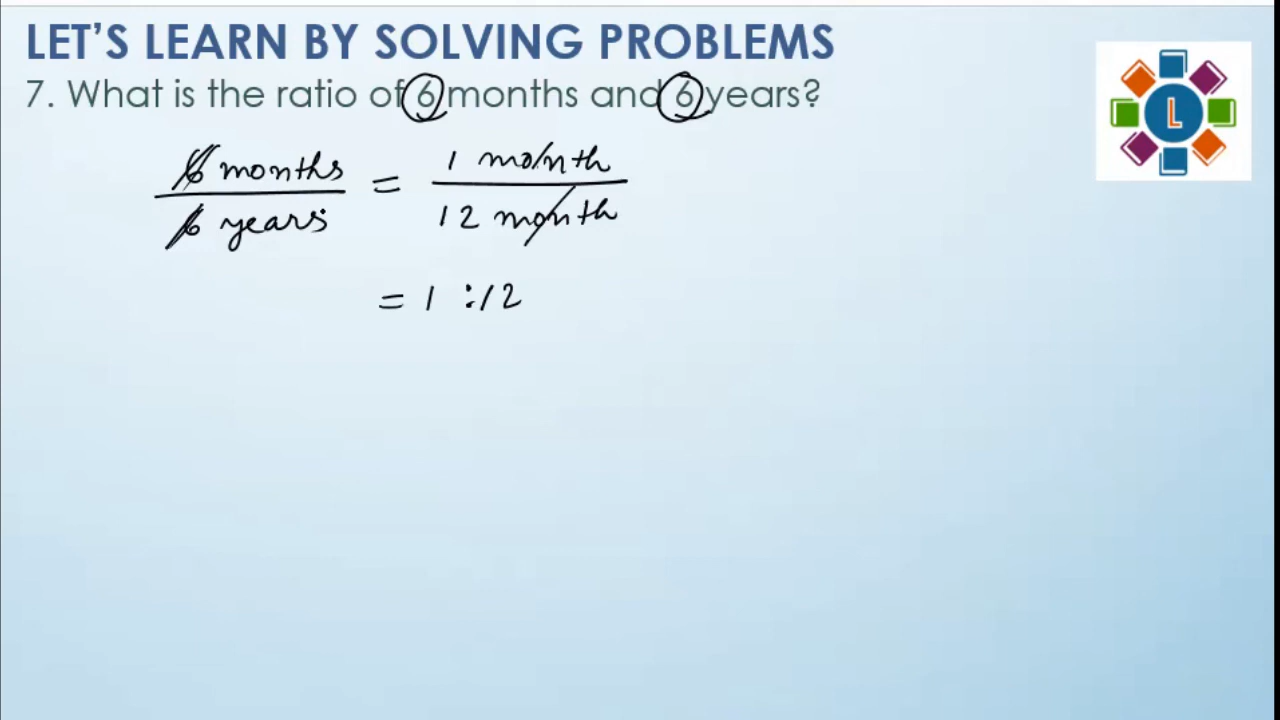 LET'S LEARN BY SOLVING PROBLEMS
7. What is the ratio of 6 months and 6 years?
6 months / 6 years = 1 month / 12 month
= 1 : 12
L